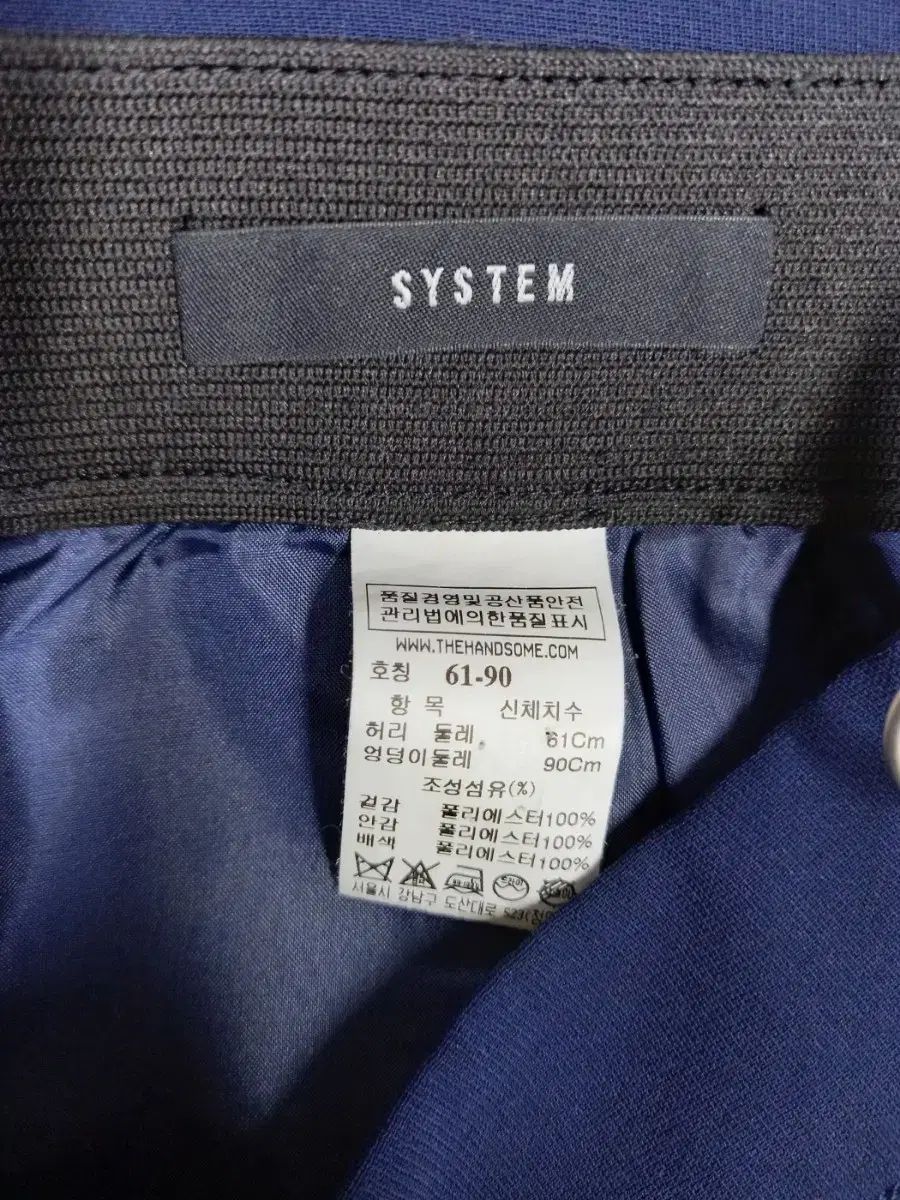 SYSTEM
품질경영및공산품안전
관리법에의한품질표시
WWW.THEHANDSOME.COM
호칭 61-90
항 목 신체치수
허리 둘레 61Cm
엉덩이둘레 90Cm
조성섬유(%)
겉감 폴리에스터100%
안감 폴리에스터100%
배색 폴리에스터100%
드라이
서울시 강남구 도산대로 523